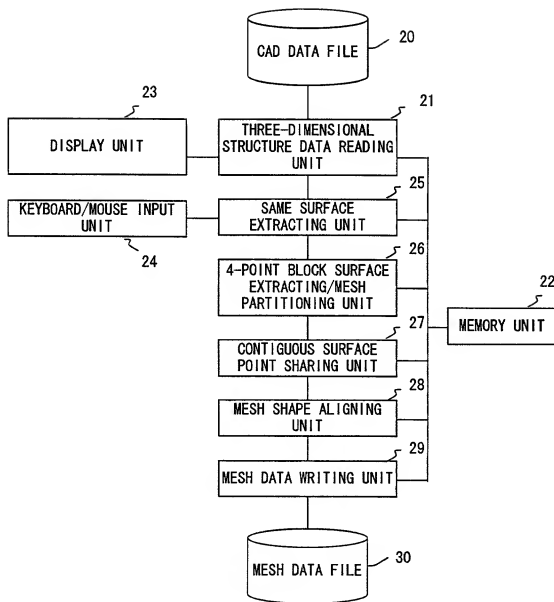 20
CAD DATA FILE
23
21
DISPLAY UNIT
THREE-DIMENSIONAL
STRUCTURE DATA READING
UNIT
25
KEYBOARD/MOUSE INPUT
UNIT
24
SAME SURFACE
EXTRACTING UNIT
26
4-POINT BLOCK SURFACE
EXTRACTING/MESH
PARTITIONING UNIT
22
MEMORY UNIT
27
CONTIGUOUS SURFACE
POINT SHARING UNIT
28
MESH SHAPE ALIGNING
UNIT
29
MESH DATA WRITING UNIT
MESH DATA FILE
30